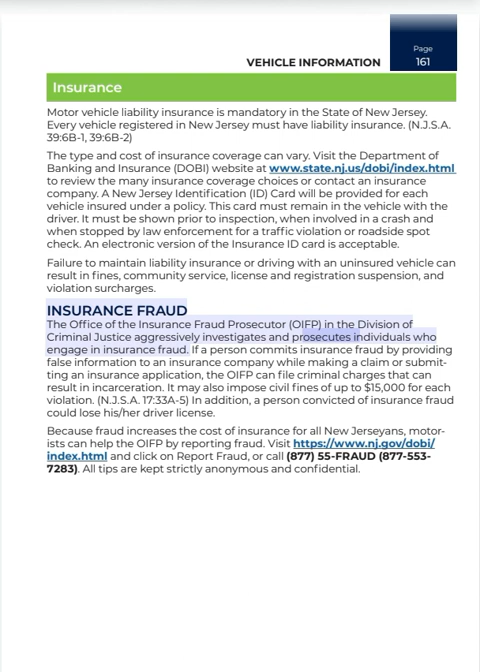 Page
VEHICLE INFORMATION 161
Insurance
Motor vehicle liability insurance is mandatory in the State of New Jersey.
Every vehicle registered in New Jersey must have liability insurance. (N.J.S.A.
39:6B-1, 39:6B-2)
The type and cost of insurance coverage can vary. Visit the Department of
Banking and Insurance (DOBI) website at www.state.nj.us/dobi/index.html
to review the many insurance coverage choices or contact an insurance
company. A New Jersey Identification (ID) Card will be provided for each
vehicle insured under a policy. This card must remain in the vehicle with the
driver. It must be shown prior to inspection, when involved in a crash and
when stopped by law enforcement for a traffic violation or roadside spot
check. An electronic version of the Insurance ID card is acceptable.
Failure to maintain liability insurance or driving with an uninsured vehicle can
result in fines, community service, license and registration suspension, and
violation surcharges.
INSURANCE FRAUD
The Office of the Insurance Fraud Prosecutor (OIFP) in the Division of
Criminal Justice aggressively investigates and prosecutes individuals who
engage in insurance fraud. If a person commits insurance fraud by providing
false information to an insurance company while making a claim or submit-
ting an insurance application, the OIFP can file criminal charges that can
result in incarceration. It may also impose civil fines of up to $15,000 for each
violation. (N.J.S.A. 17:33A-5) In addition, a person convicted of insurance fraud
could lose his/her driver license.
Because fraud increases the cost of insurance for all New Jerseyans, motor-
ists can help the OIFP by reporting fraud. Visit https://www.nj.gov/dobi/
index.html and click on Report Fraud, or call (877) 55-FRAUD (877-553-
7283). All tips are kept strictly anonymous and confidential.